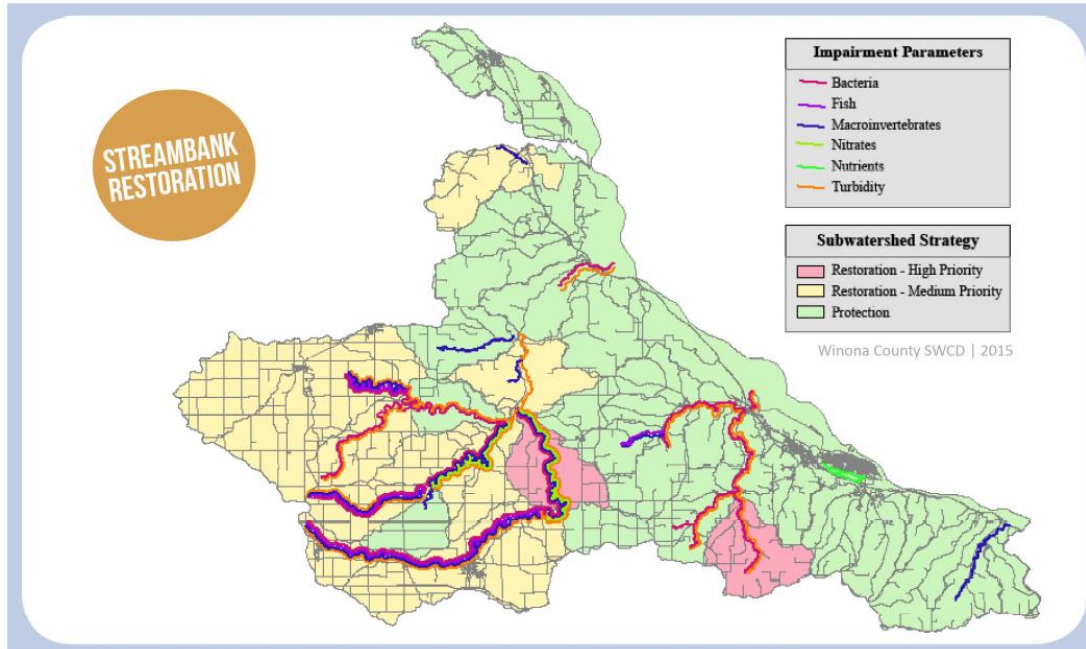 STREAMBANK
RESTORATION
Impairment Parameters
Bacteria
Fish
Macroinvertebrates
Nitrates
Nutrients
Turbidity
Subwatershed Strategy
Restoration - High Priority
Restoration - Medium Priority
Protection
Winona County SWCD | 2015